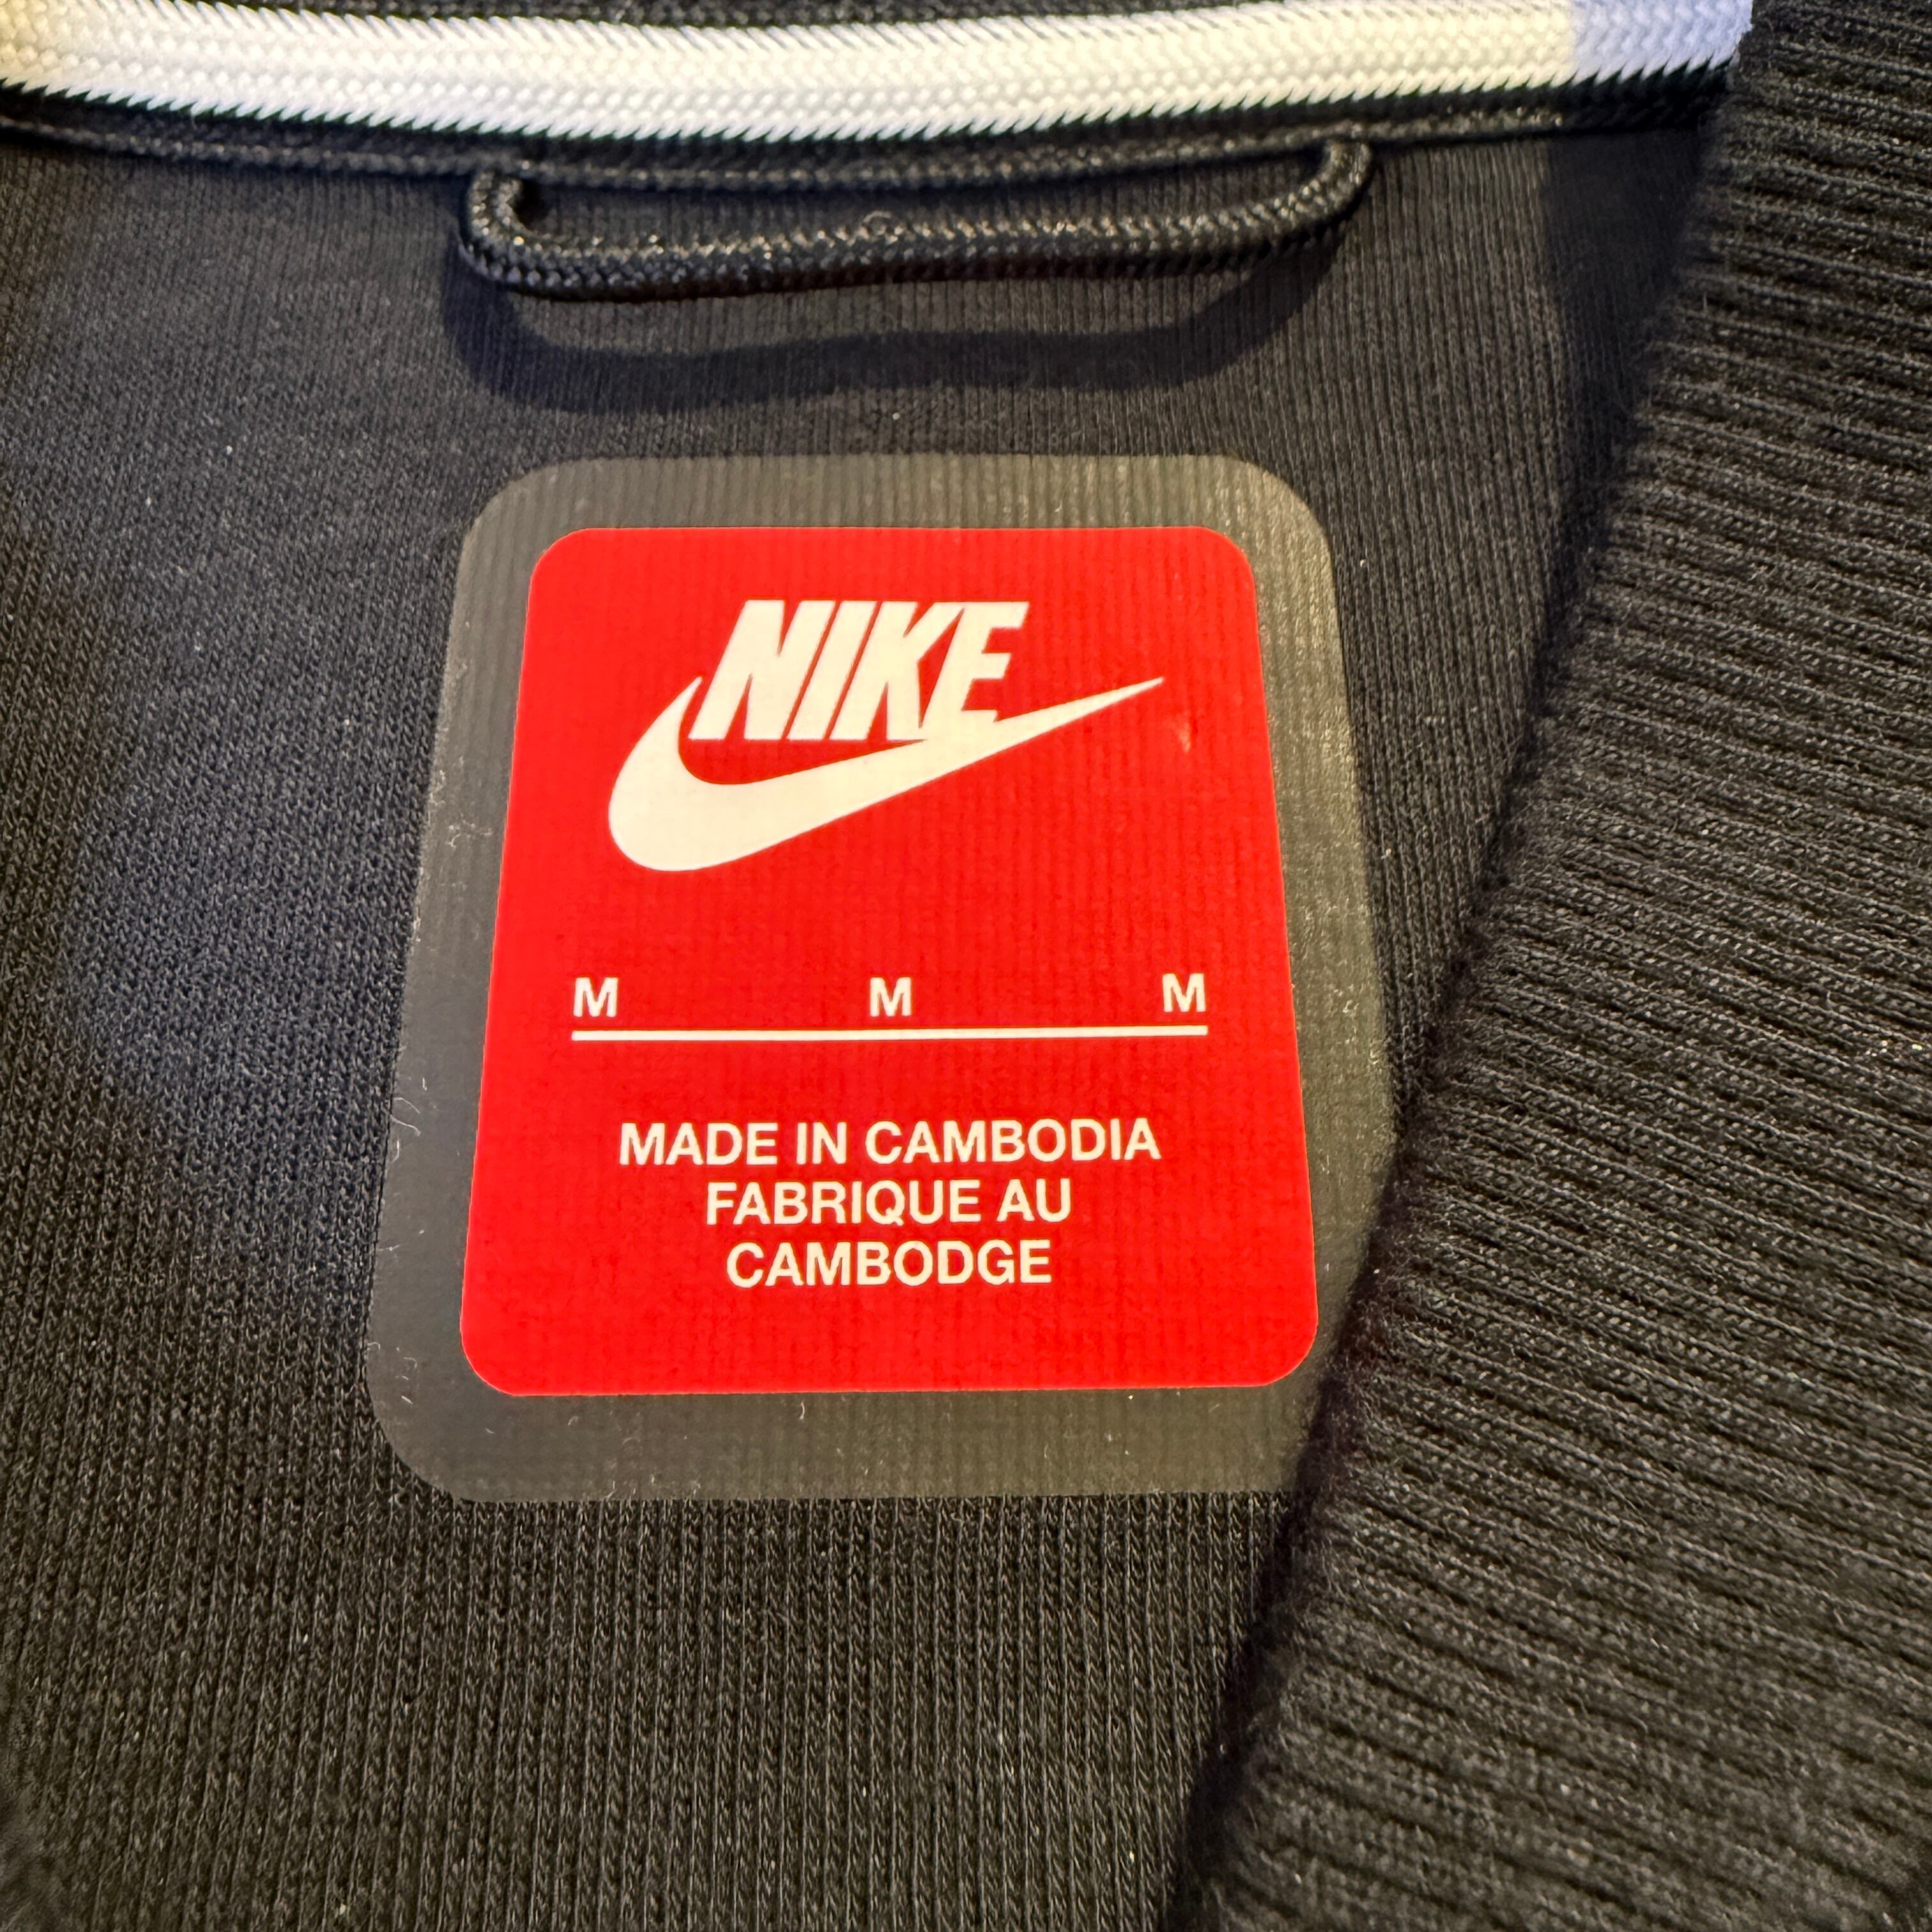 NIKE
M M M
MADE IN CAMBODIA
FABRIQUE AU
CAMBODGE